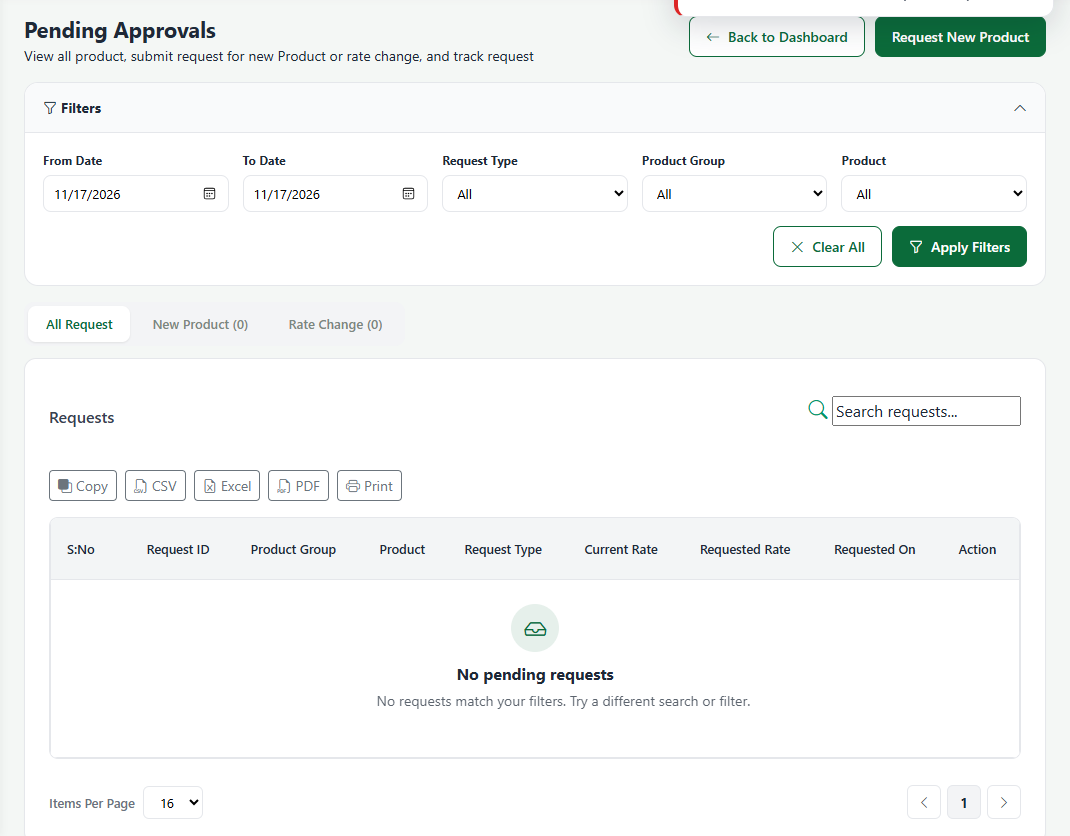 Pending Approvals
View all product, submit request for new Product or rate change, and track request
Back to Dashboard
Request New Product
Filters
From Date To Date Request Type Product Group Product
11/17/2026 11/17/2026 All All All
Clear All Apply Filters
All Request New Product (0) Rate Change (0)
Requests
Search requests...
Copy CSV Excel PDF Print
S:No Request ID Product Group Product Request Type Current Rate Requested Rate Requested On Action
No pending requests
No requests match your filters. Try a different search or filter.
Items Per Page 16 1